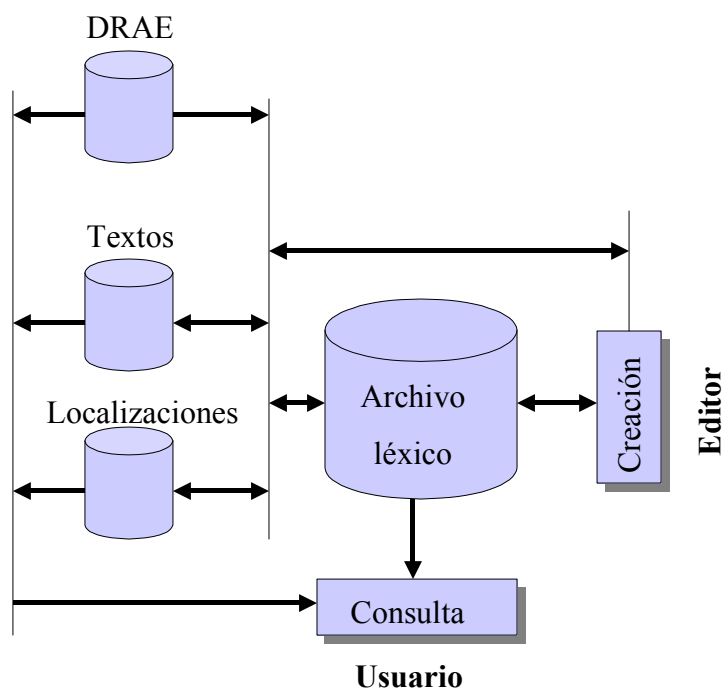 DRAE
Textos
Localizaciones
Archivo
léxico
Creación
Editor
Consulta
Usuario